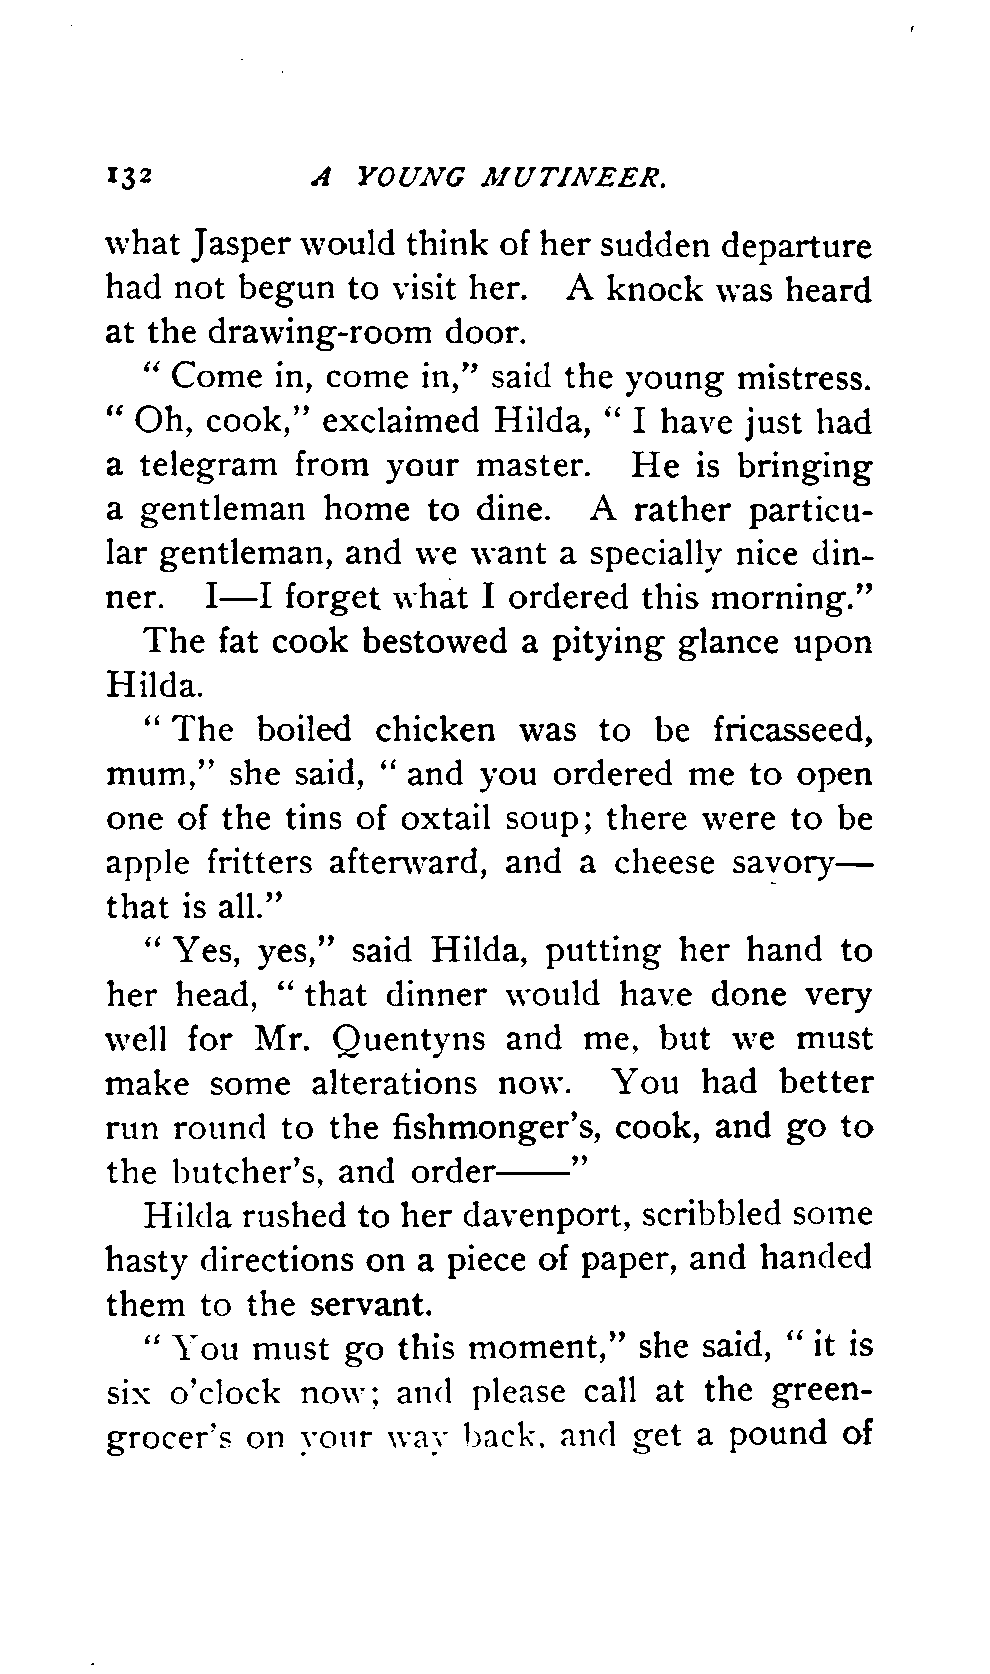 132 A YOUNG MUTINEER.
what Jasper would think of her sudden departure
had not begun to visit her. A knock was heard
at the drawing-room door.
" Come in, come in," said the young mistress.
" Oh, cook," exclaimed Hilda, " I have just had
a telegram from your master. He is bringing
a gentleman home to dine. A rather particu-
lar gentleman, and we want a specially nice din-
ner. I—I forget what I ordered this morning."
The fat cook bestowed a pitying glance upon
Hilda.
" The boiled chicken was to be fricasseed,
mum," she said, " and you ordered me to open
one of the tins of oxtail soup; there were to be
apple fritters afterward, and a cheese savory—
that is all."
" Yes, yes," said Hilda, putting her hand to
her head, " that dinner would have done very
well for Mr. Quentyns and me, but we must
make some alterations now. You had better
run round to the fishmonger's, cook, and go to
the butcher's, and order——"
Hilda rushed to her davenport, scribbled some
hasty directions on a piece of paper, and handed
them to the servant.
" You must go this moment," she said, " it is
six o'clock now; and please call at the green-
grocer's on your way back, and get a pound of